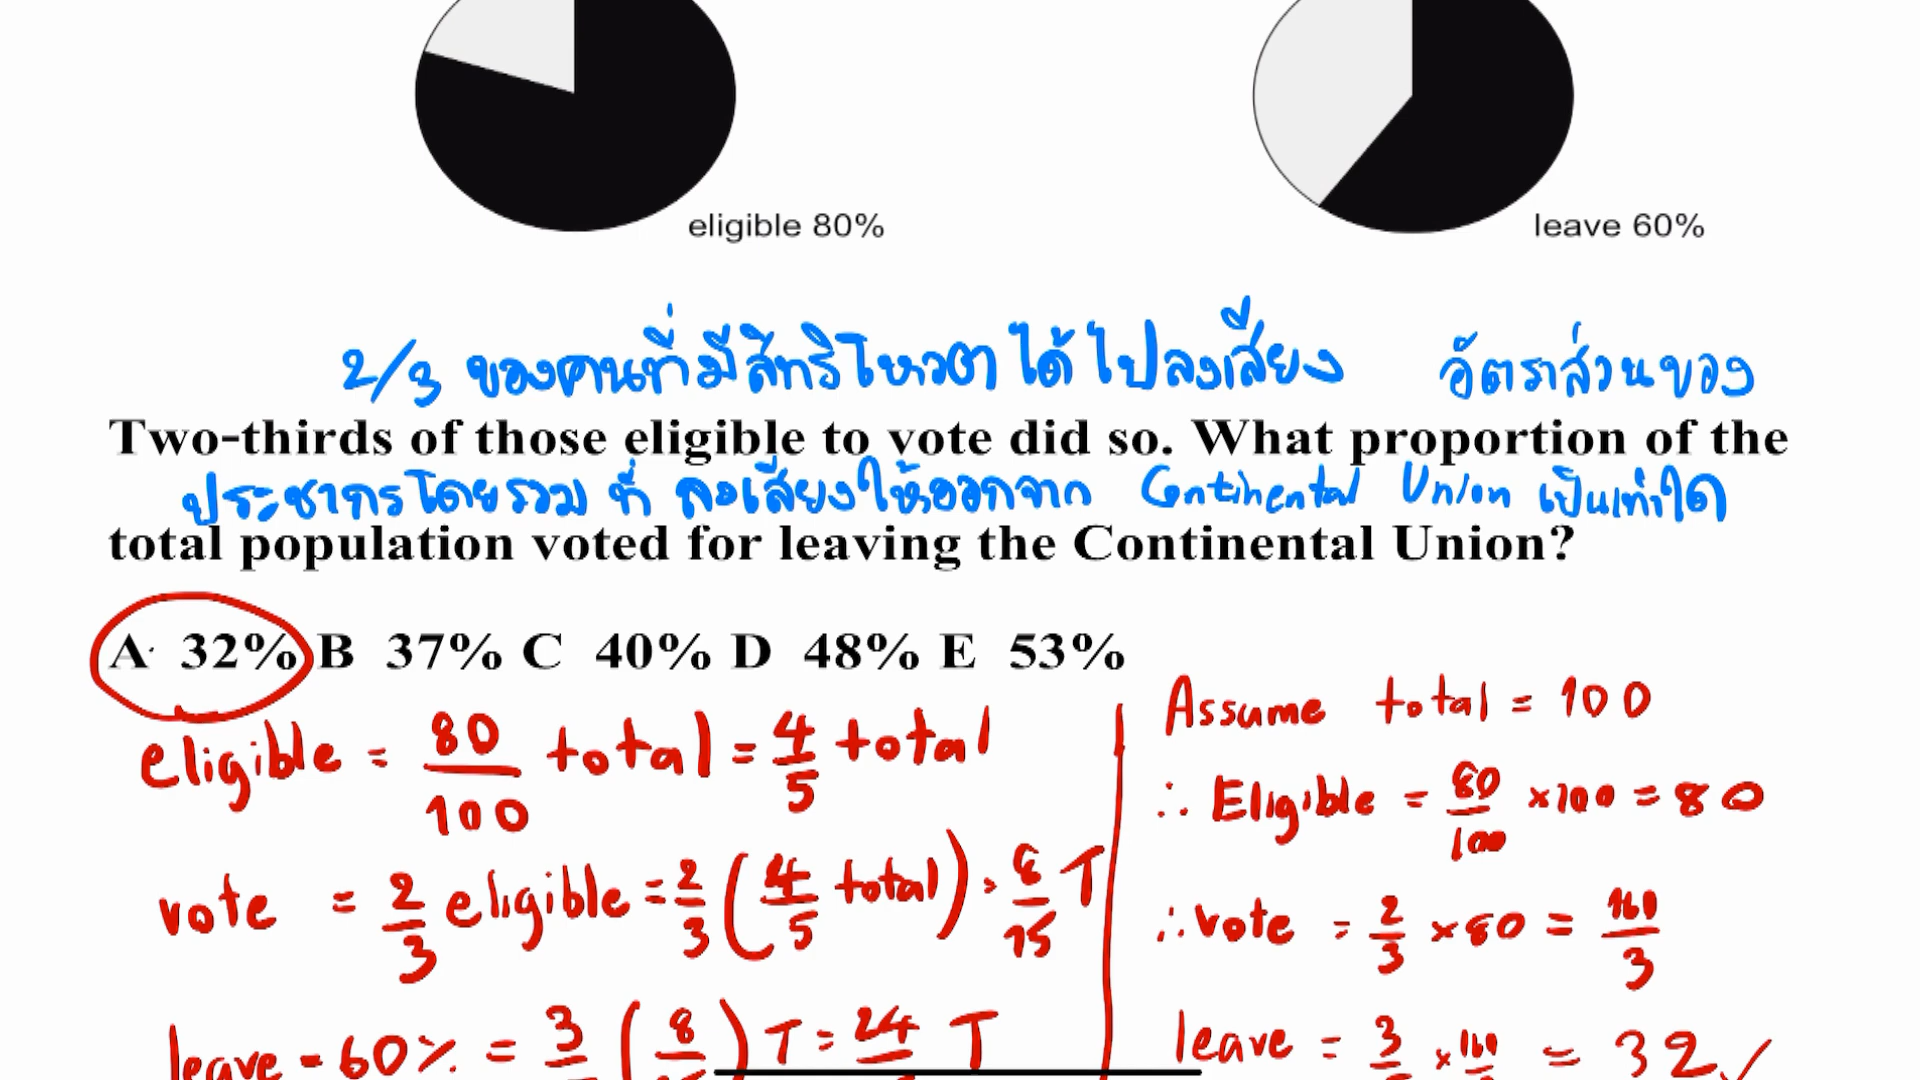 eligible 80%
leave 60%
2/3 ของคนที่มีสิทธิโหวตได้ไปลงเสียง อัตราส่วนของ
Two-thirds of those eligible to vote did so. What proportion of the
ประชากรโดยรวม ที่ ลงเสียงให้ออกจาก Continental Union เป็นเท่าใด
total population voted for leaving the Continental Union?
A 32% B 37% C 40% D 48% E 53%
eligible = 80/100 total = 4/5 total
vote = 2/3 eligible = 2/3 (4/5 total) = 8/15 T
leave = 60% = 3/ (8/ ) T = 24/ T
Assume total = 100
∴ Eligible = 80/100 × 100 = 80
∴ vote = 2/3 × 80 = 160/3
leave = 3/ × 160/ = 32 ✓